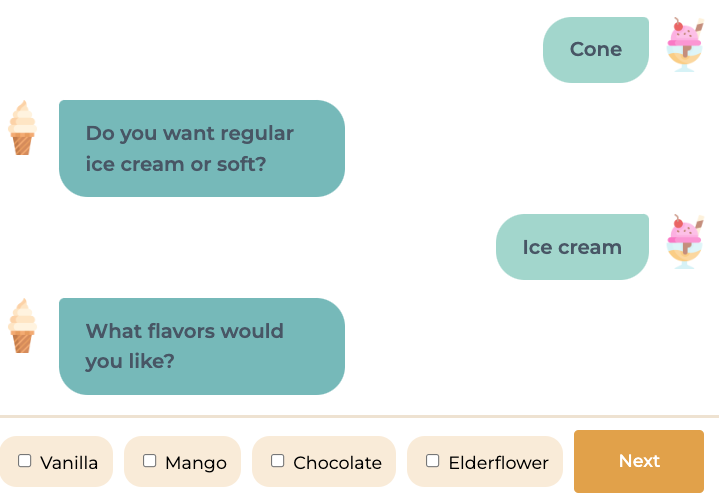 Cone
Do you want regular
ice cream or soft?
Ice cream
What flavors would
you like?
Vanilla Mango Chocolate Elderflower Next